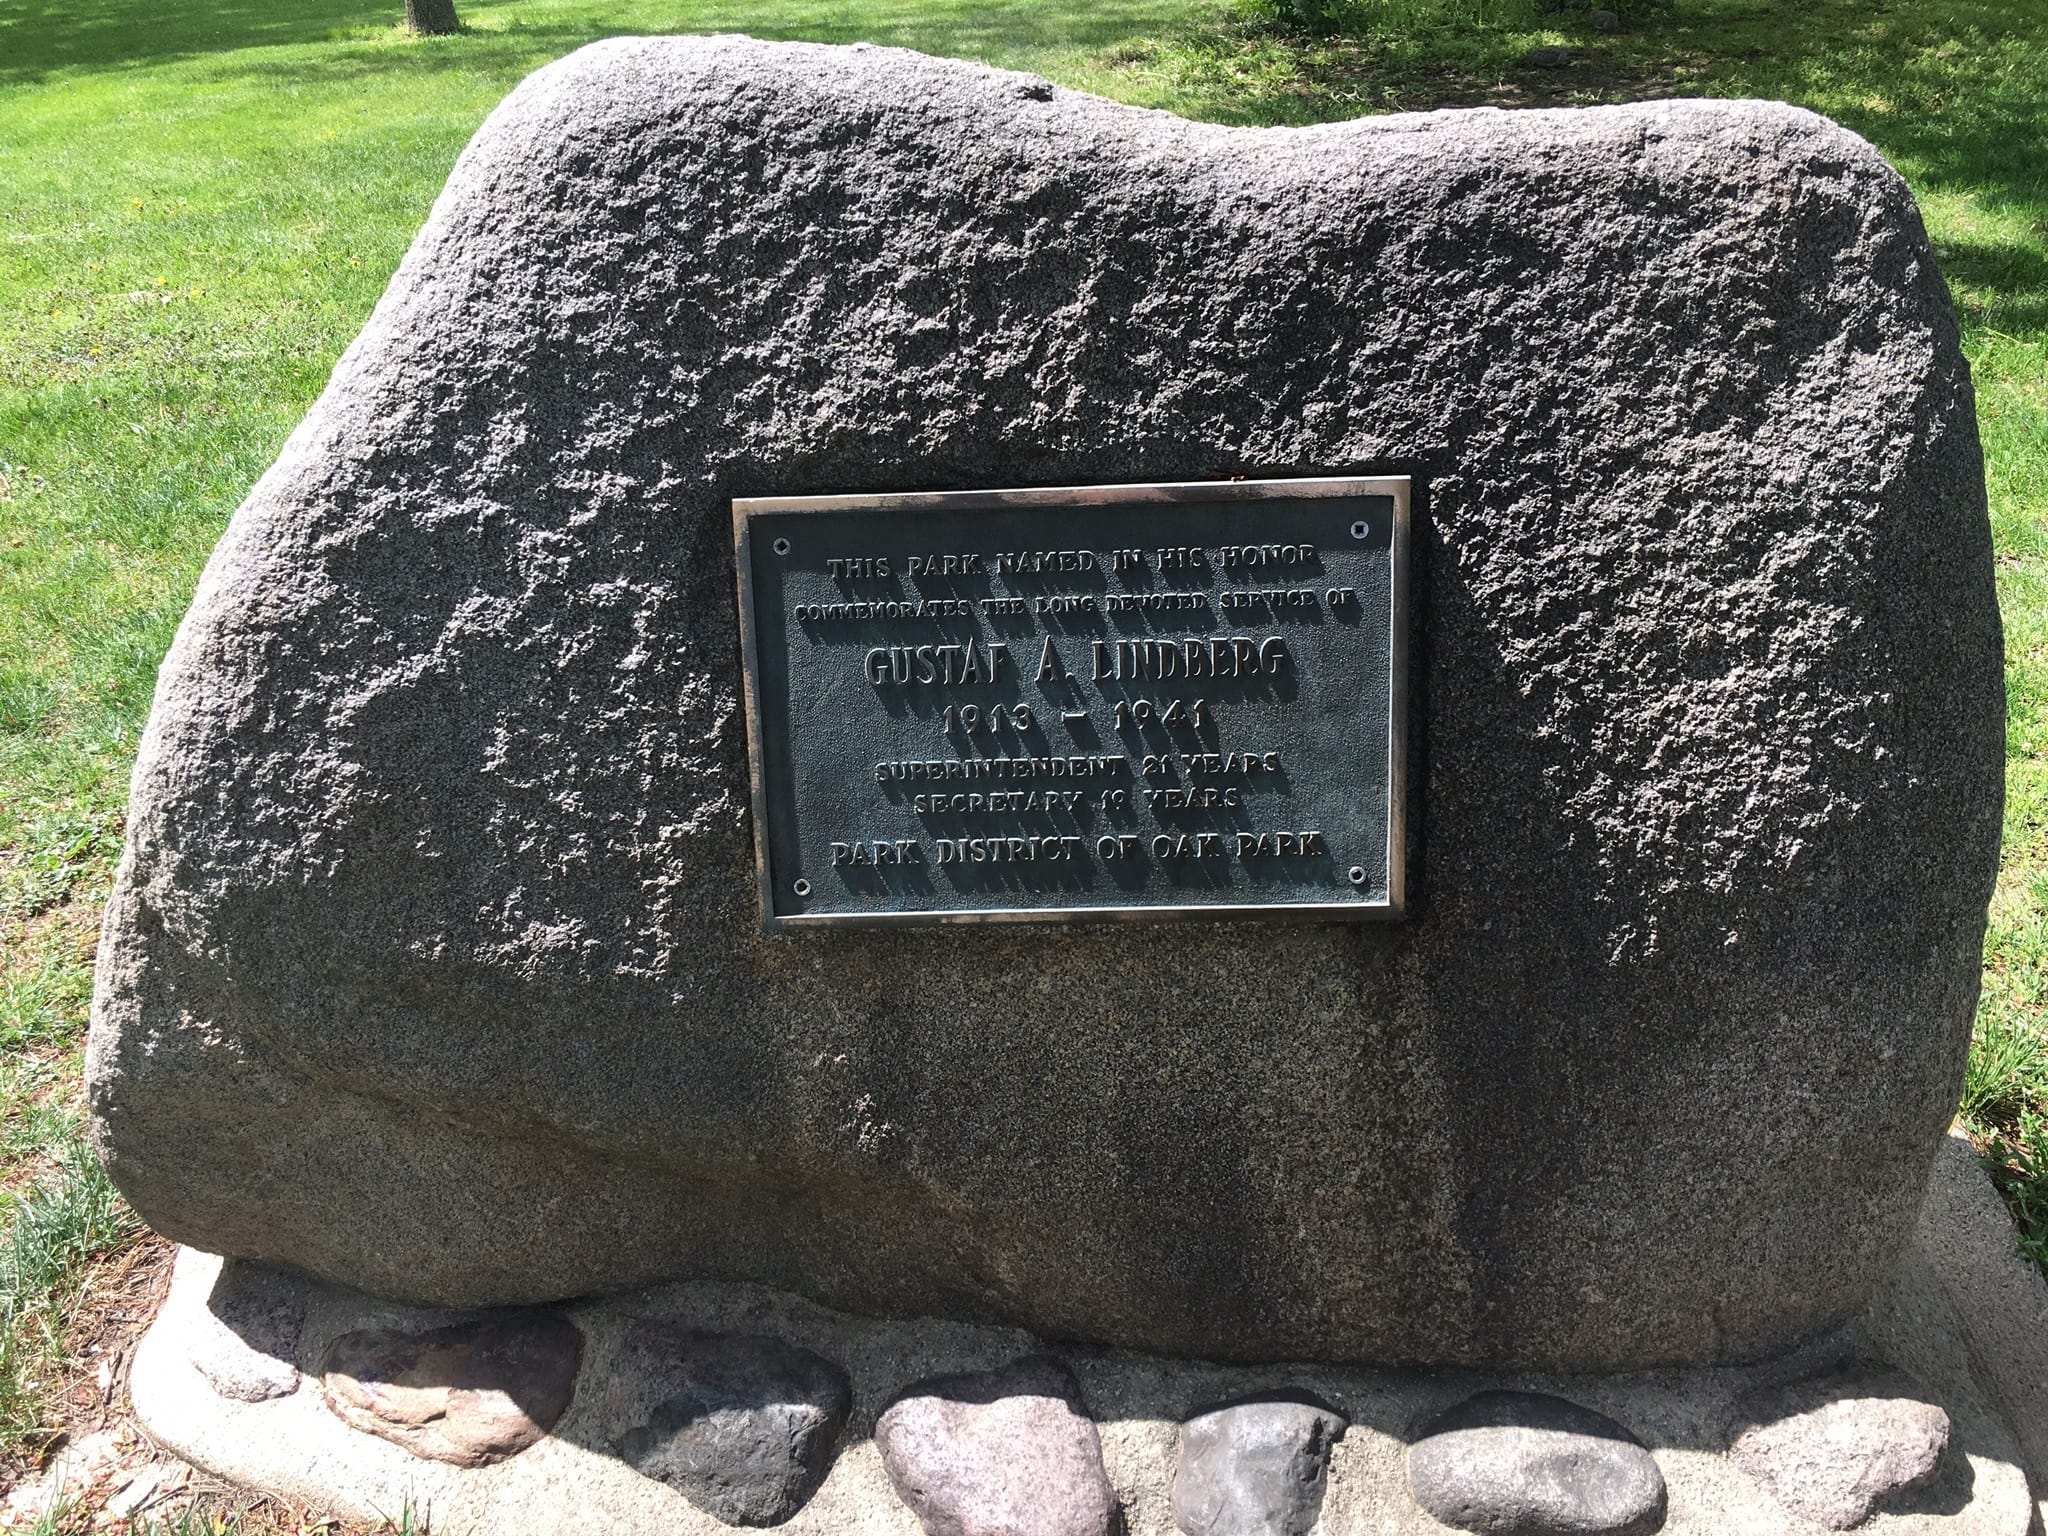 THIS PARK NAMED IN HIS HONOR
COMMEMORATES THE LONG DEVOTED SERVICE OF
GUSTAF A. LINDBERG
1913 - 1941
SUPERINTENDENT 21 YEARS
SECRETARY 19 YEARS
PARK DISTRICT OF OAK PARK